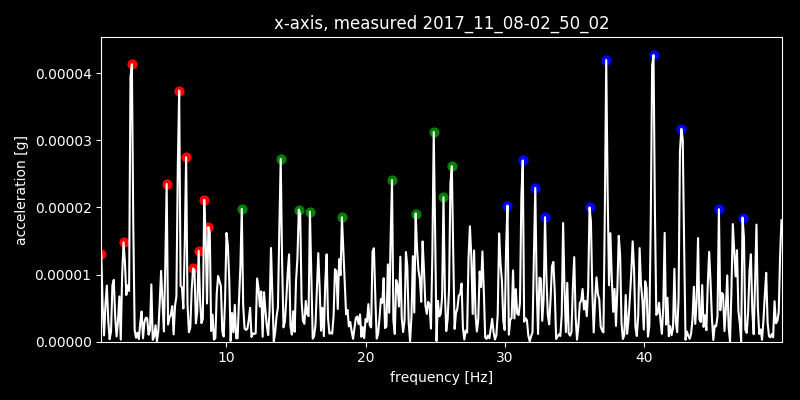 x-axis, measured 2017_11_08-02_50_02
acceleration [g]
0.00004
0.00003
0.00002
0.00001
0.00000
10 20 30 40
frequency [Hz]